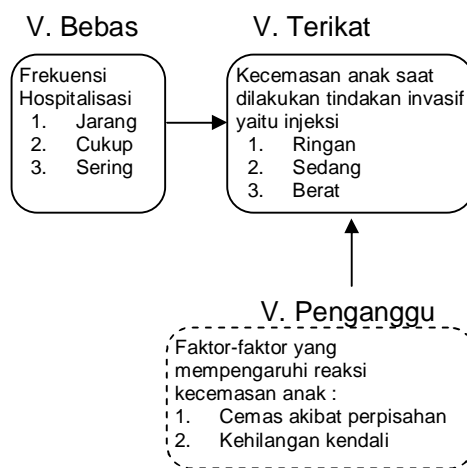 V. Bebas
Frekuensi
Hospitalisasi
1. Jarang
2. Cukup
3. Sering
V. Terikat
Kecemasan anak saat
dilakukan tindakan invasif
yaitu injeksi
1. Ringan
2. Sedang
3. Berat
V. Penganggu
Faktor-faktor yang
mempengaruhi reaksi
kecemasan anak :
1. Cemas akibat perpisahan
2. Kehilangan kendali